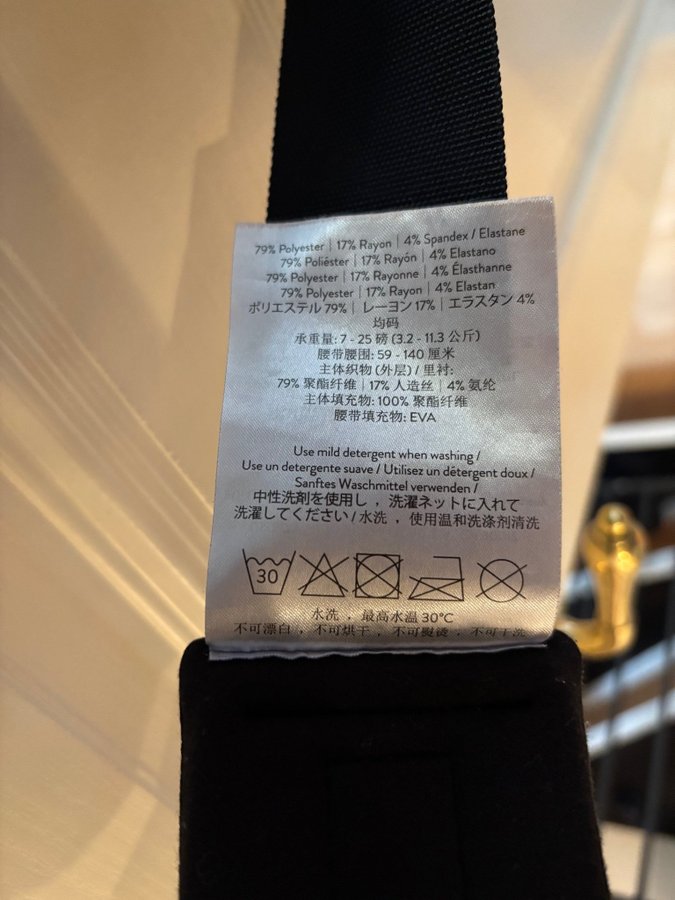 79% Polyester | 17% Rayon | 4% Spandex / Elastane
79% Poliéster | 17% Rayón | 4% Elastano
79% Polyester | 17% Rayonne | 4% Élasthanne
79% Polyester | 17% Rayon | 4% Elastan
ポリエステル 79% | レーヨン 17% | エラスタン 4%
均码
承重量: 7 - 25 磅 (3.2 - 11.3 公斤)
腰带腰围: 59 - 140 厘米
主体织物 (外层) / 里衬:
79% 聚酯纤维 | 17% 人造丝 | 4% 氨纶
主体填充物: 100% 聚酯纤维
腰带填充物: EVA
Use mild detergent when washing /
Use un detergente suave / Utilisez un détergent doux /
Sanftes Waschmittel verwenden /
中性洗剤を使用し，洗濯ネットに入れて
洗濯してください / 水洗，使用温和洗涤剂清洗
30
水洗，最高水温 30°C
不可漂白，不可烘干，不可熨烫，不可干洗